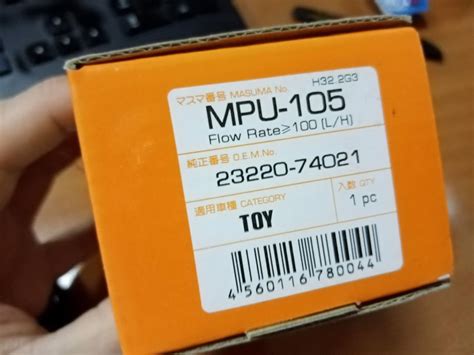 H32.2G3
マスマ番号 MASUMA No.
MPU-105
Flow Rate≥100 (L/H)
純正番号 O.E.M.No.
23220-74021
適用車種 CATEGORY
TOY
入数 QTY
1 pc
4 560116 780044